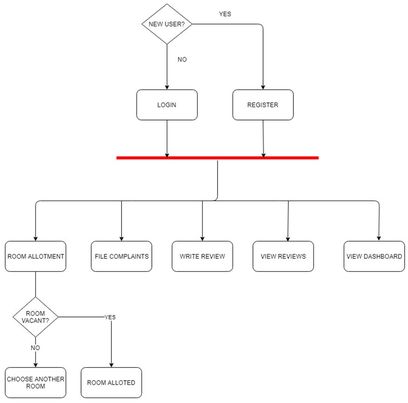 NEW USER?
YES
NO
LOGIN
REGISTER
ROOM ALLOTMENT
FILE COMPLAINTS
WRITE REVIEW
VIEW REVIEWS
VIEW DASHBOARD
ROOM
VACANT?
YES
NO
CHOOSE ANOTHER
ROOM
ROOM ALLOTED